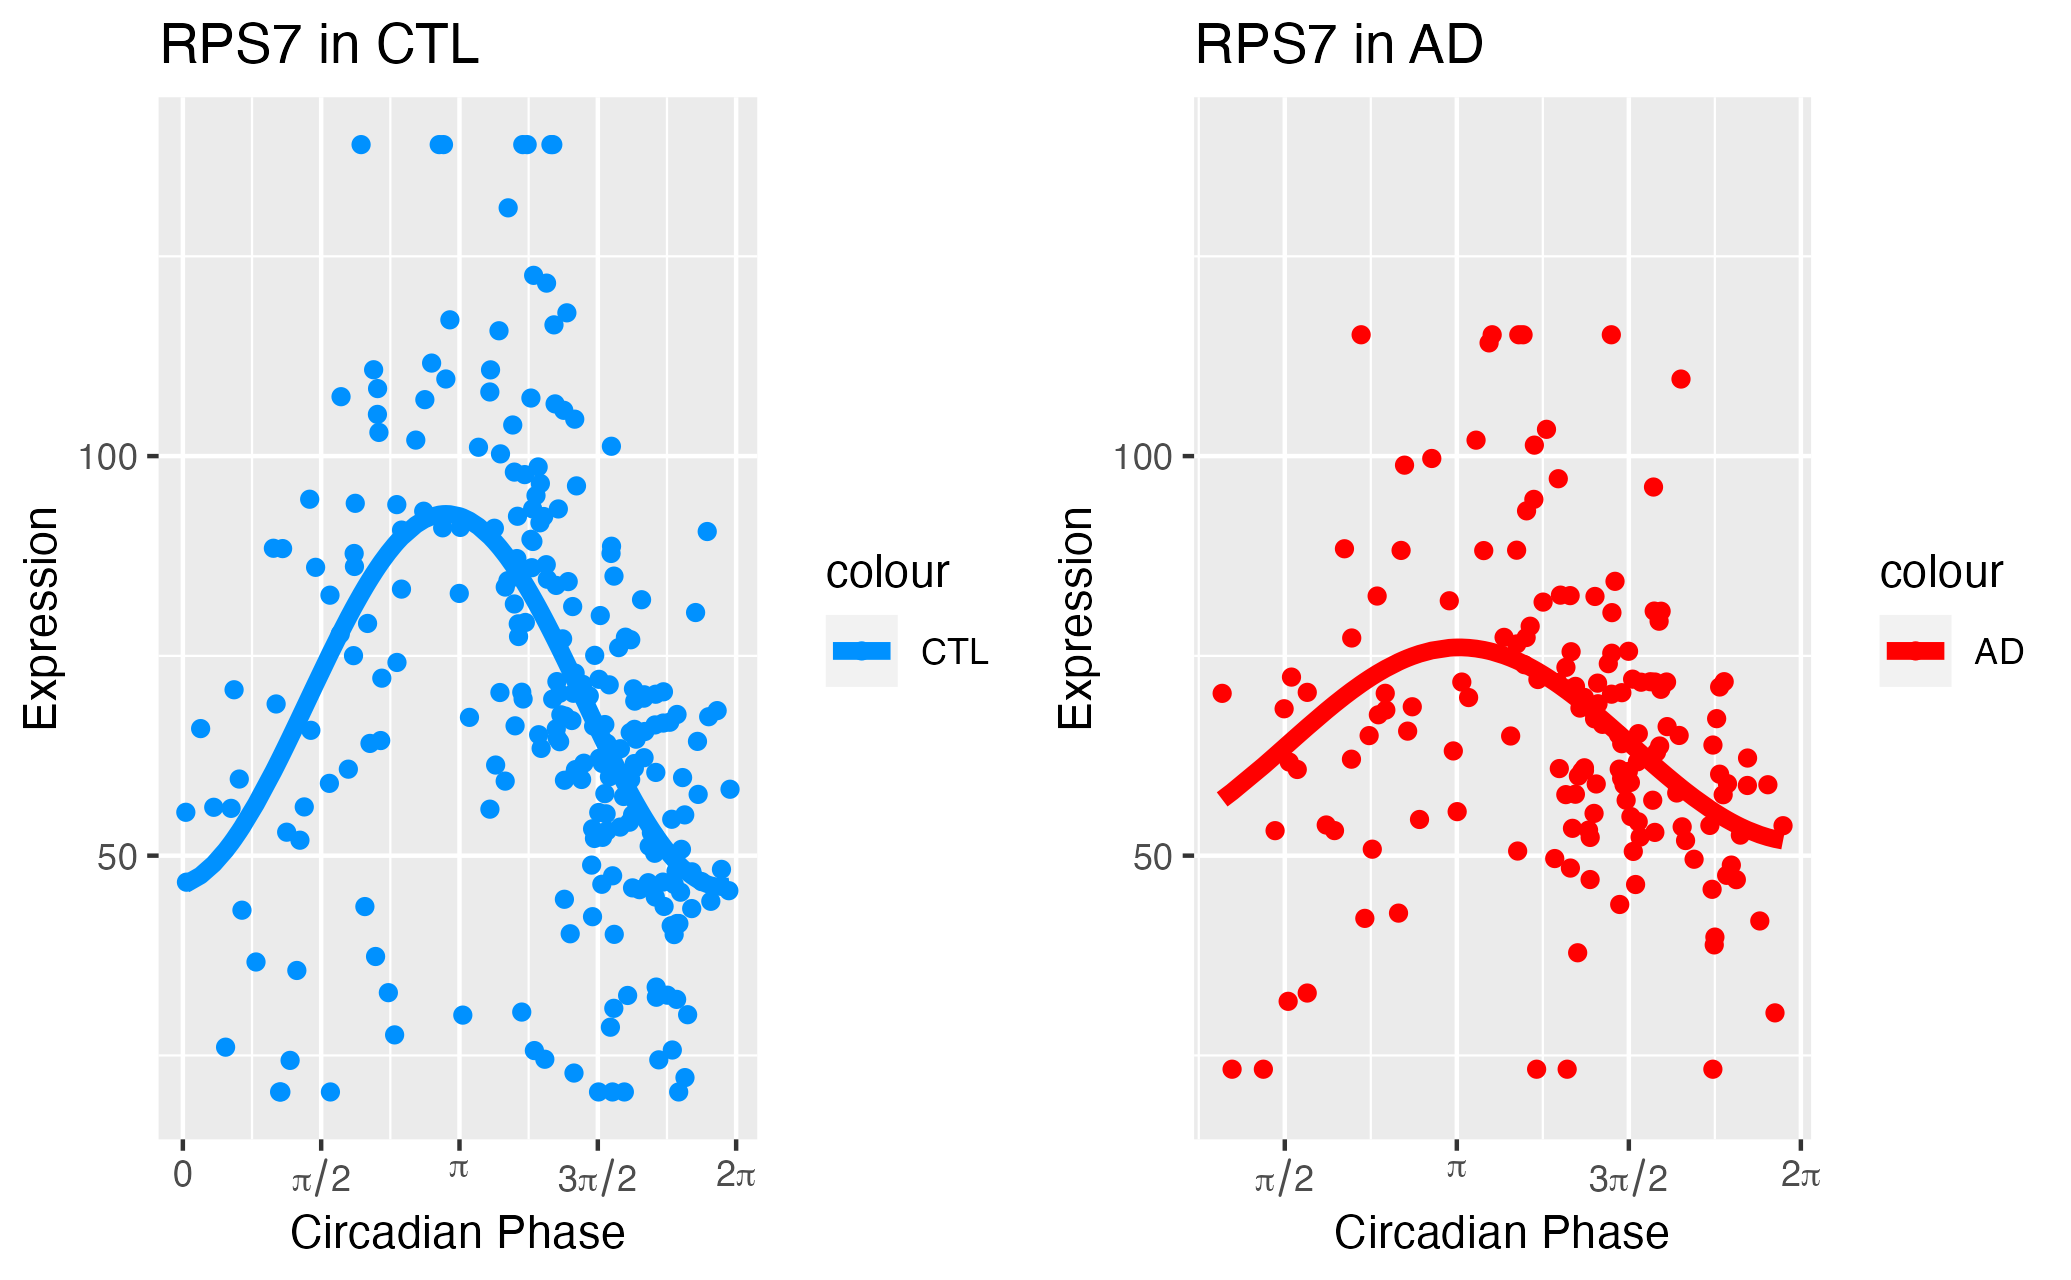 RPS7 in CTL
Expression
100
50
0
π/2
π
3π/2
2π
Circadian Phase
colour
CTL
RPS7 in AD
Expression
100
50
π/2
π
3π/2
2π
Circadian Phase
colour
AD